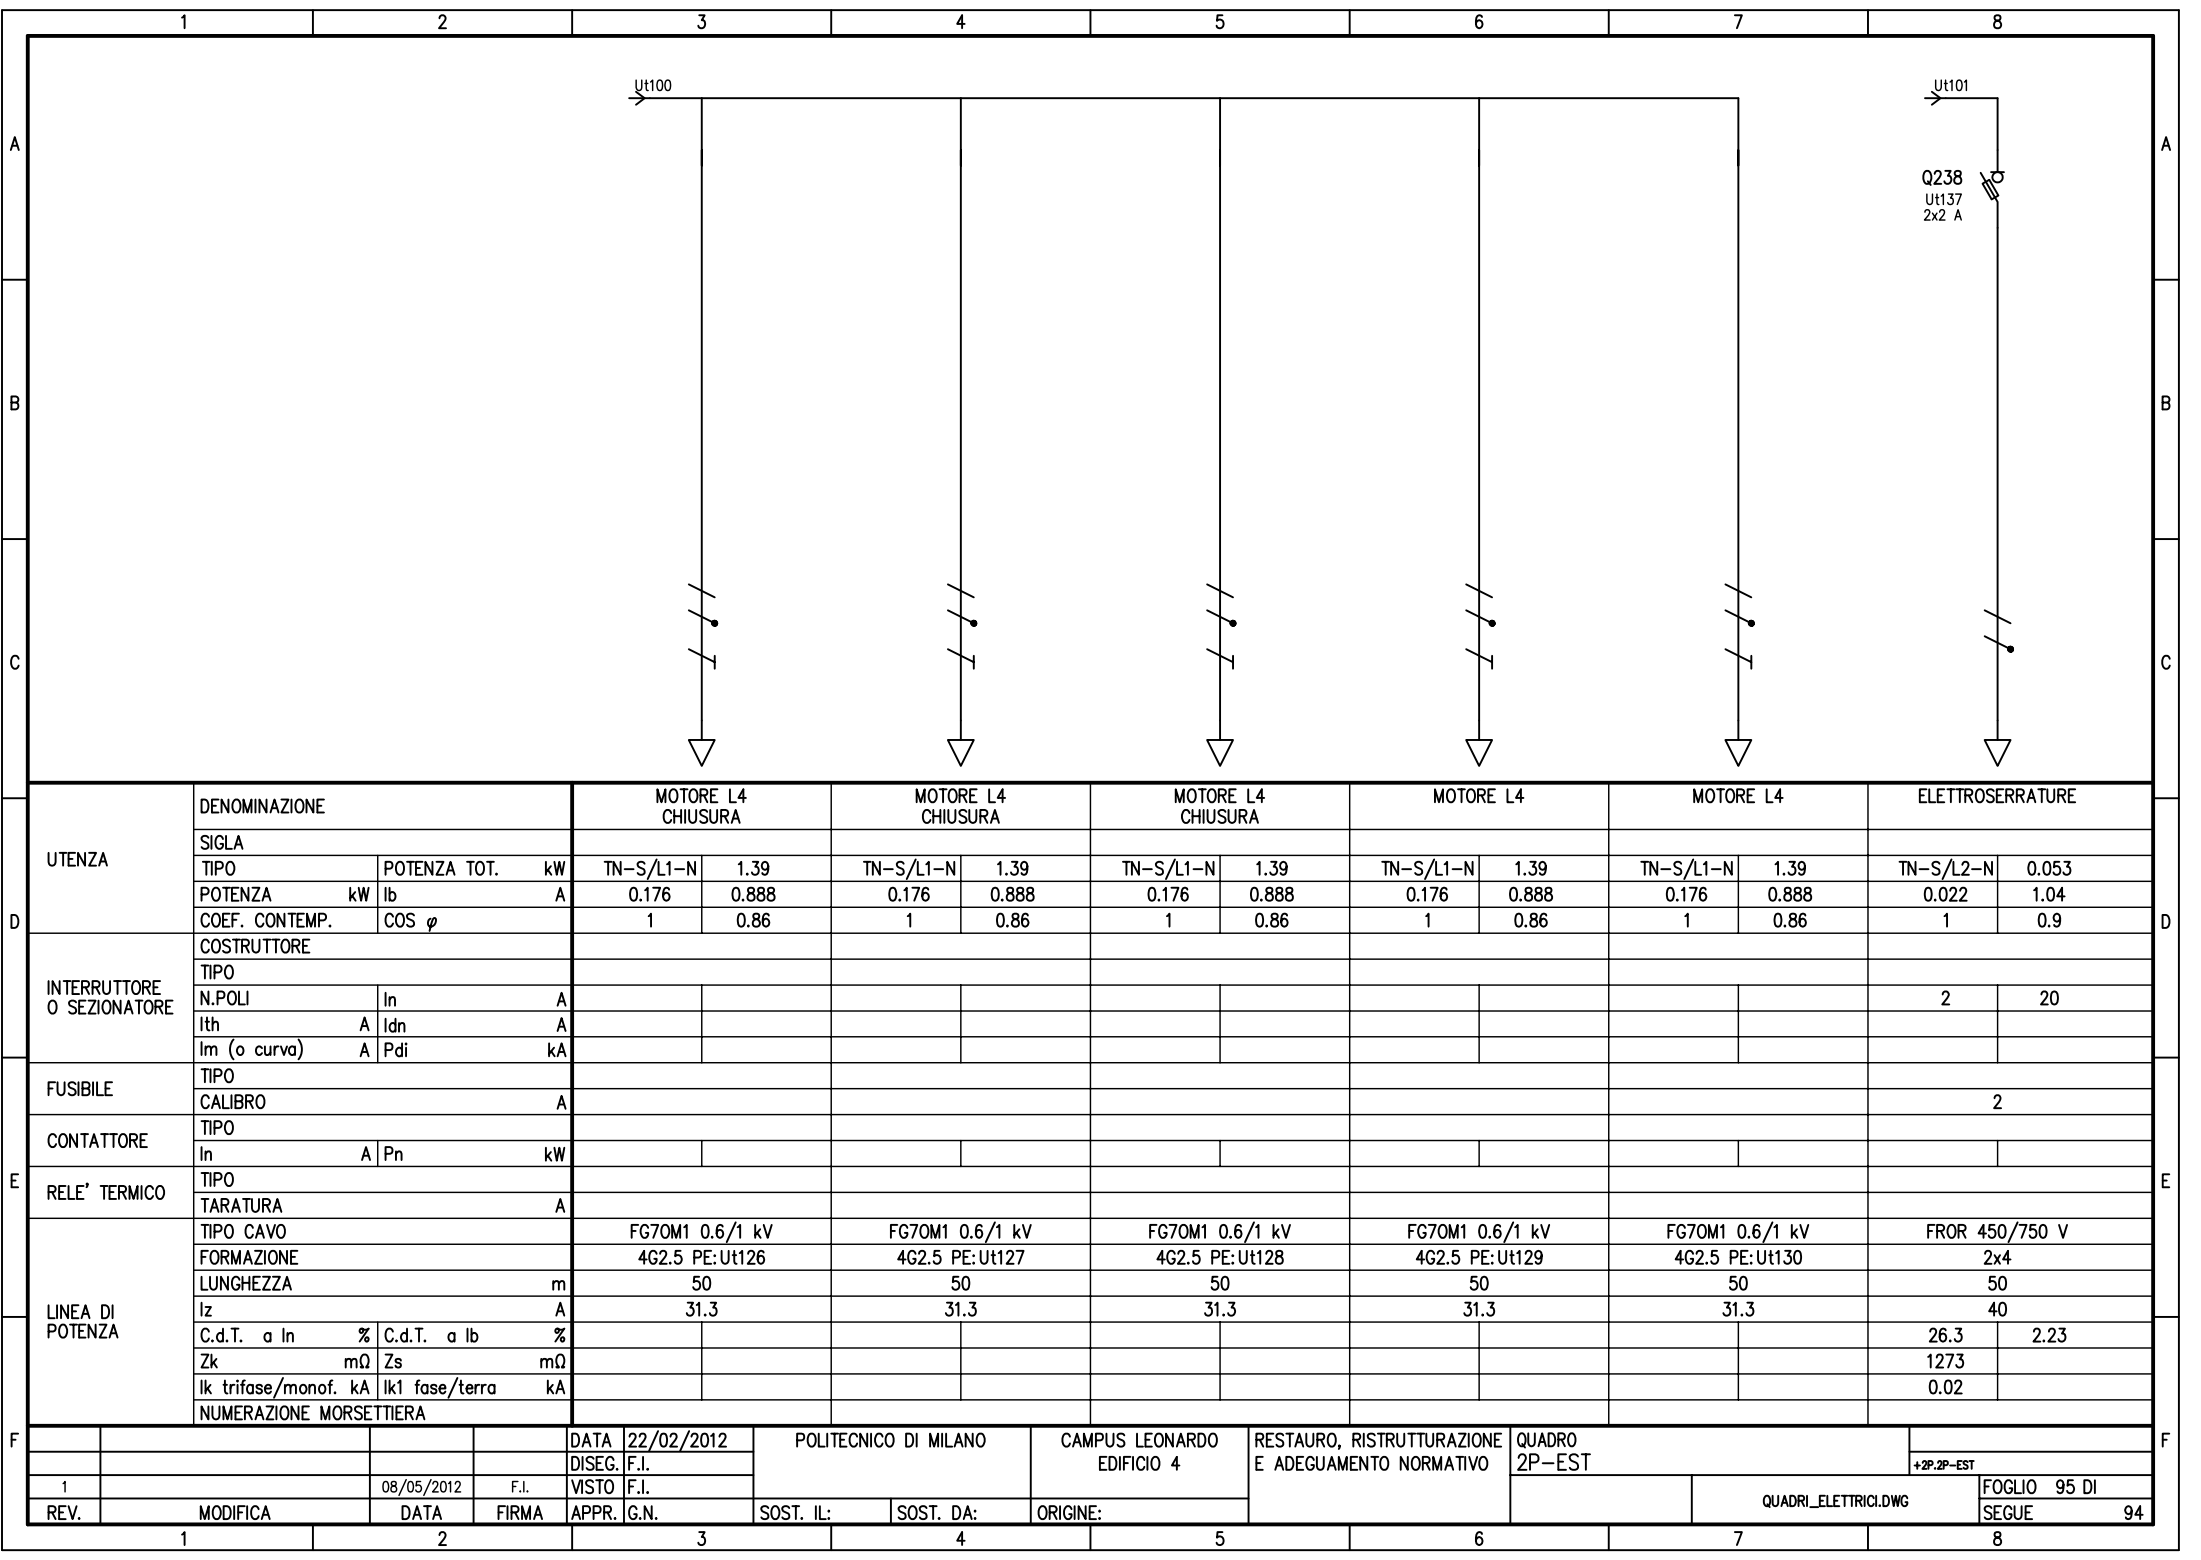 1 2 3 4 5 6 7 8
Ut100
Ut101
A A
Q238
Ut137
2x2 A
B B
C C
UTENZA
DENOMINAZIONE
MOTORE L4 CHIUSURA
MOTORE L4 CHIUSURA
MOTORE L4 CHIUSURA
MOTORE L4
MOTORE L4
ELETTROSERRATURE
SIGLA
TIPO POTENZA TOT. kW TN-S/L1-N 1.39 TN-S/L1-N 1.39 TN-S/L1-N 1.39 TN-S/L1-N 1.39 TN-S/L1-N 1.39 TN-S/L2-N 0.053
POTENZA kW Ib A 0.176 0.888 0.176 0.888 0.176 0.888 0.176 0.888 0.176 0.888 0.022 1.04
D COEF. CONTEMP. COS φ 1 0.86 1 0.86 1 0.86 1 0.86 1 0.86 1 0.9 D
INTERRUTTORE
O SEZIONATORE
COSTRUTTORE
TIPO
N.POLI In A 2 20
Ith A Idn A
Im (o curva) A Pdi kA
FUSIBILE
TIPO
CALIBRO A 2
CONTATTORE
TIPO
In A Pn kW
E E
RELE' TERMICO
TIPO
TARATURA A
LINEA DI
POTENZA
TIPO CAVO FG7OM1 0.6/1 kV FG7OM1 0.6/1 kV FG7OM1 0.6/1 kV FG7OM1 0.6/1 kV FG7OM1 0.6/1 kV FROR 450/750 V
FORMAZIONE 4G2.5 PE:Ut126 4G2.5 PE:Ut127 4G2.5 PE:Ut128 4G2.5 PE:Ut129 4G2.5 PE:Ut130 2x4
LUNGHEZZA m 50 50 50 50 50 50
Iz A 31.3 31.3 31.3 31.3 31.3 40
C.d.T. a In % C.d.T. a Ib % 26.3 2.23
Zk mΩ Zs mΩ 1273
Ik trifase/monof. kA Ik1 fase/terra kA 0.02
NUMERAZIONE MORSETTIERA
F F
DATA 22/02/2012 POLITECNICO DI MILANO CAMPUS LEONARDO RESTAURO, RISTRUTTURAZIONE QUADRO
DISEG. F.I. EDIFICIO 4 E ADEGUAMENTO NORMATIVO 2P-EST +2P.2P-EST
1 08/05/2012 F.I. VISTO F.I. QUADRI_ELETTRICI.DWG FOGLIO 95 DI
REV. MODIFICA DATA FIRMA APPR. G.N. SOST. IL: SOST. DA: ORIGINE: SEGUE 94
1 2 3 4 5 6 7 8